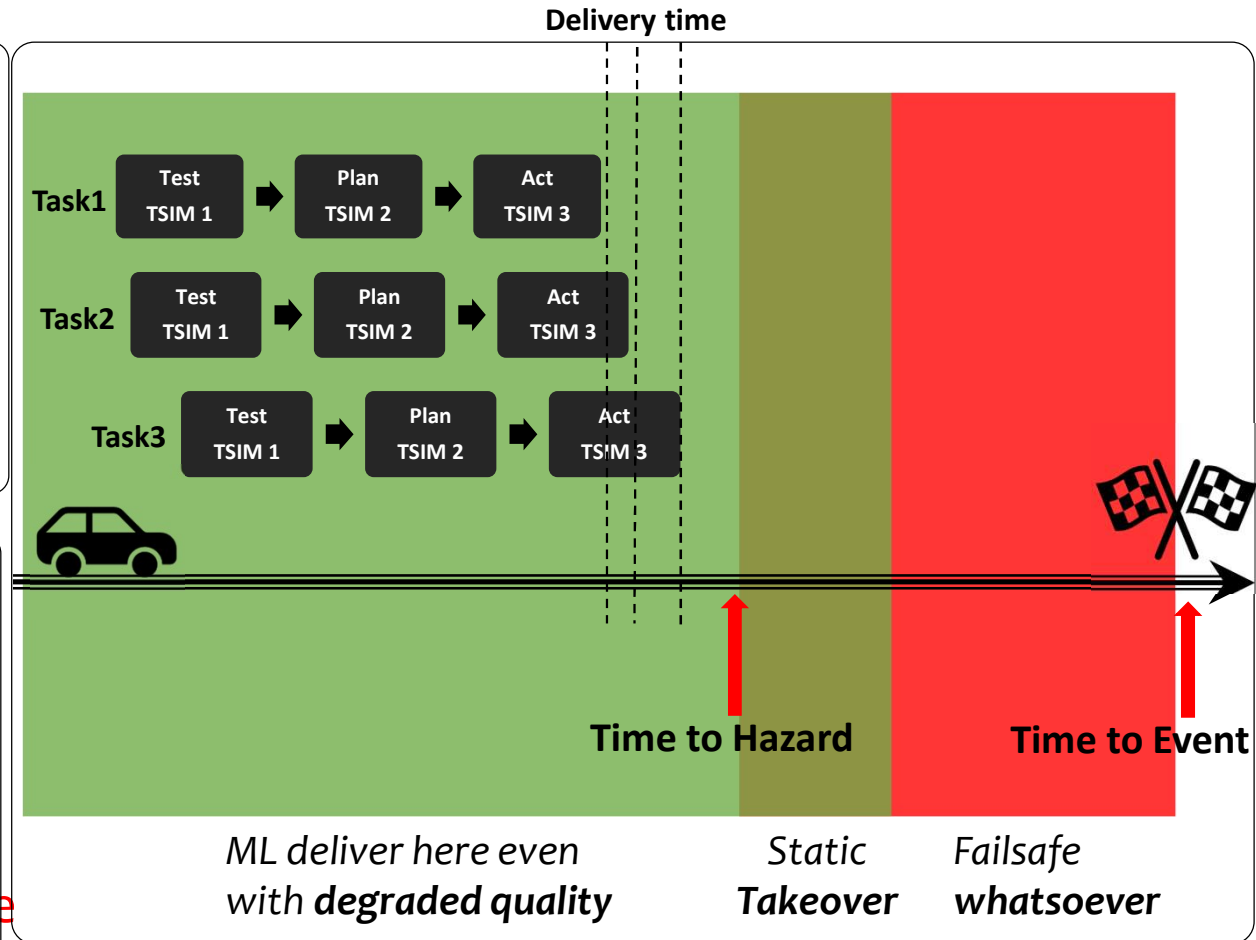 Delivery time
Task1
Test
TSIM 1
Plan
TSIM 2
Act
TSIM 3
Task2
Test
TSIM 1
Plan
TSIM 2
Act
TSIM 3
Task3
Test
TSIM 1
Plan
TSIM 2
Act
TSIM 3
Time to Hazard
Time to Event
ML deliver here even
with degraded quality
Static
Takeover
Failsafe
whatsoever
e